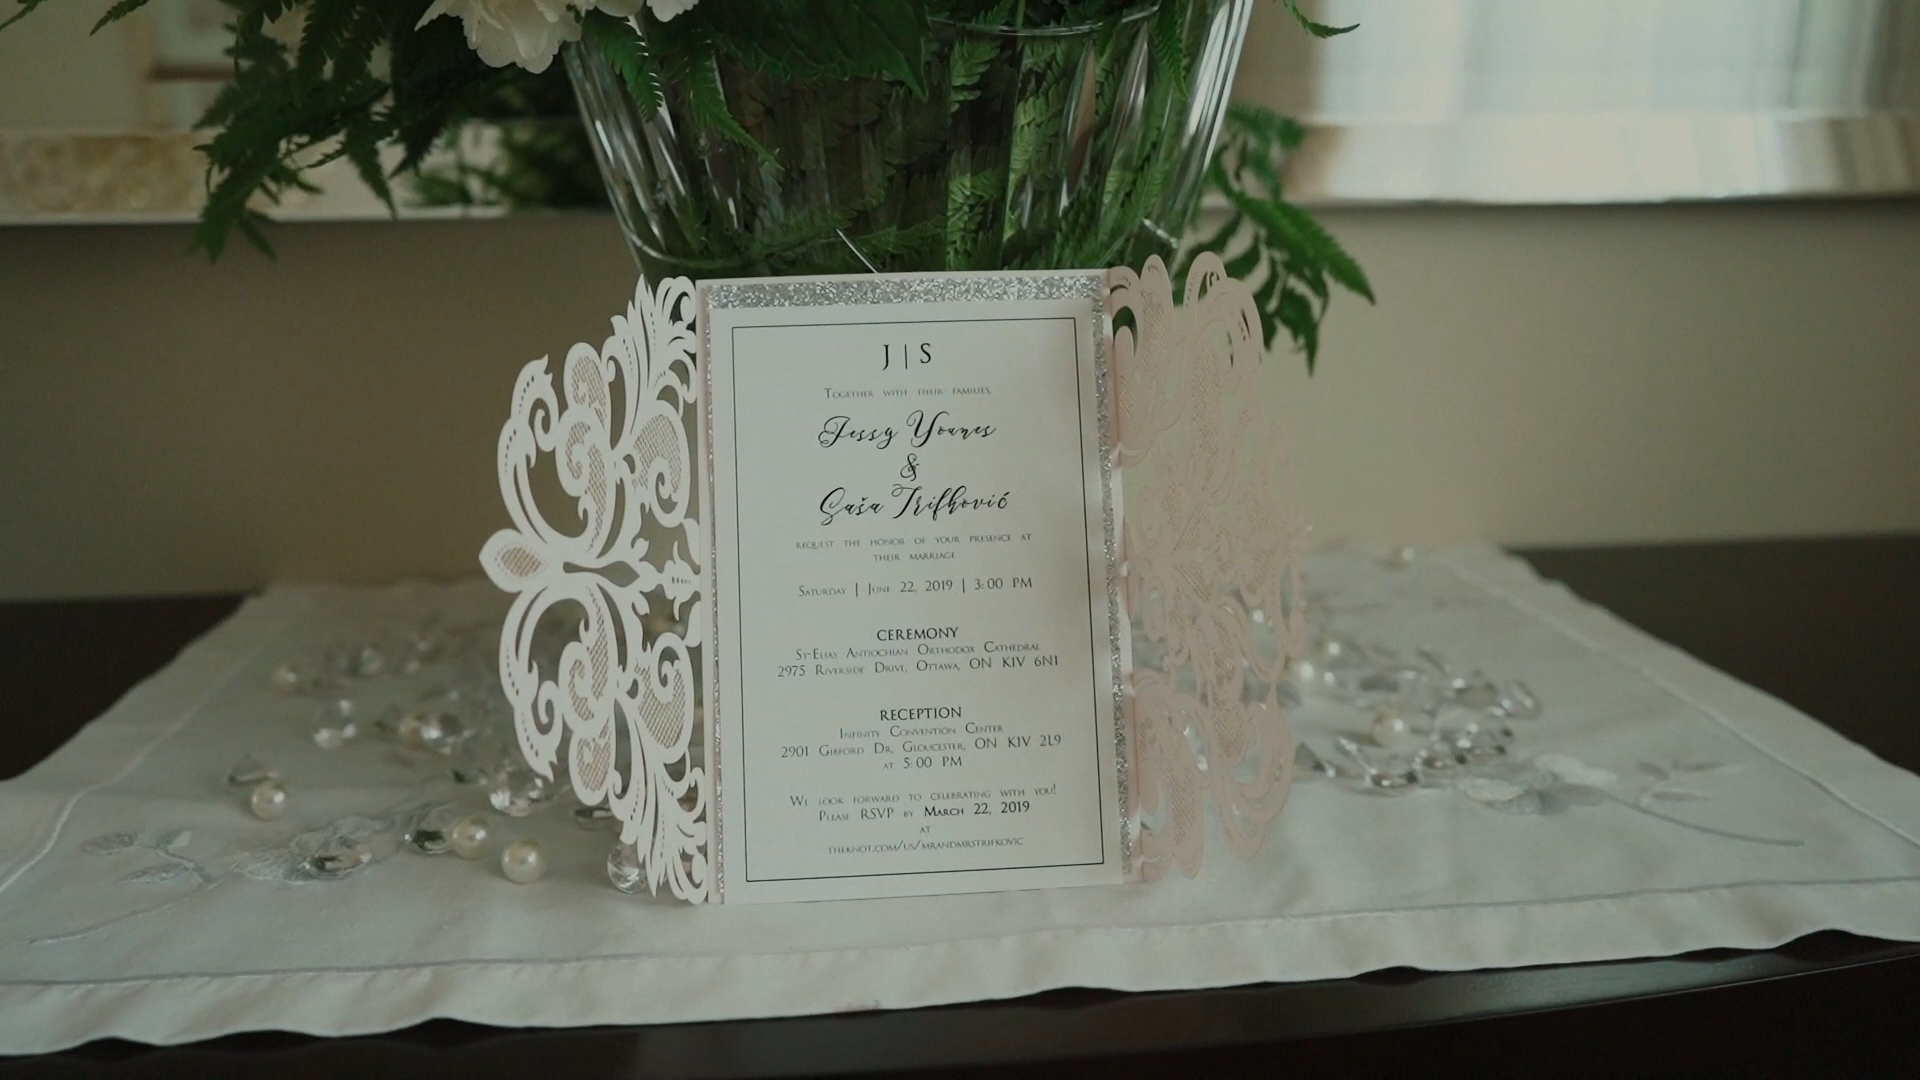 J | S
Together with their families,
Jessy Younes
&
Saša Trifković
request the honor of your presence at
their marriage
Saturday | June 22, 2019 | 3:00 PM
CEREMONY
St-Elias Antiochian Orthodox Cathedral
2975 Riverside Drive, Ottawa, ON K1V 6N1
RECEPTION
Infinity Convention Center
2901 Gibford Dr, Gloucester, ON K1V 2L9
at 5:00 PM
We look forward to celebrating with you!
Please RSVP by March 22, 2019
at
theknot.com/us/mrandmrstrifkovic